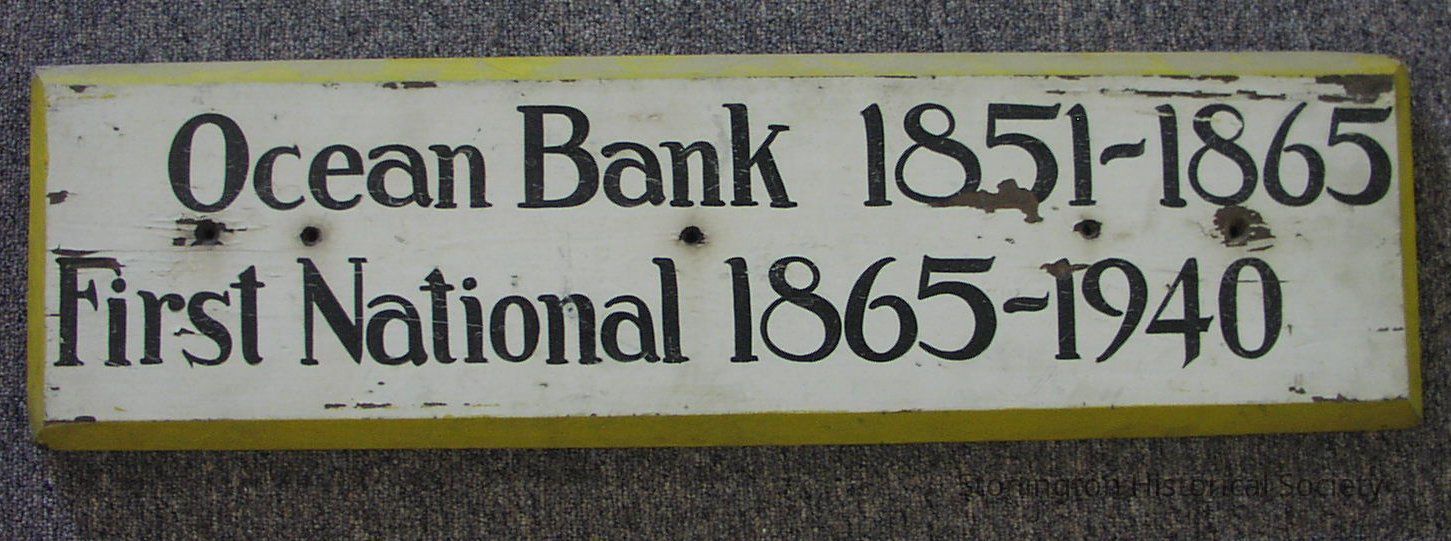 Ocean Bank 1851-1865
First National 1865-1940
Stonington Historical Society